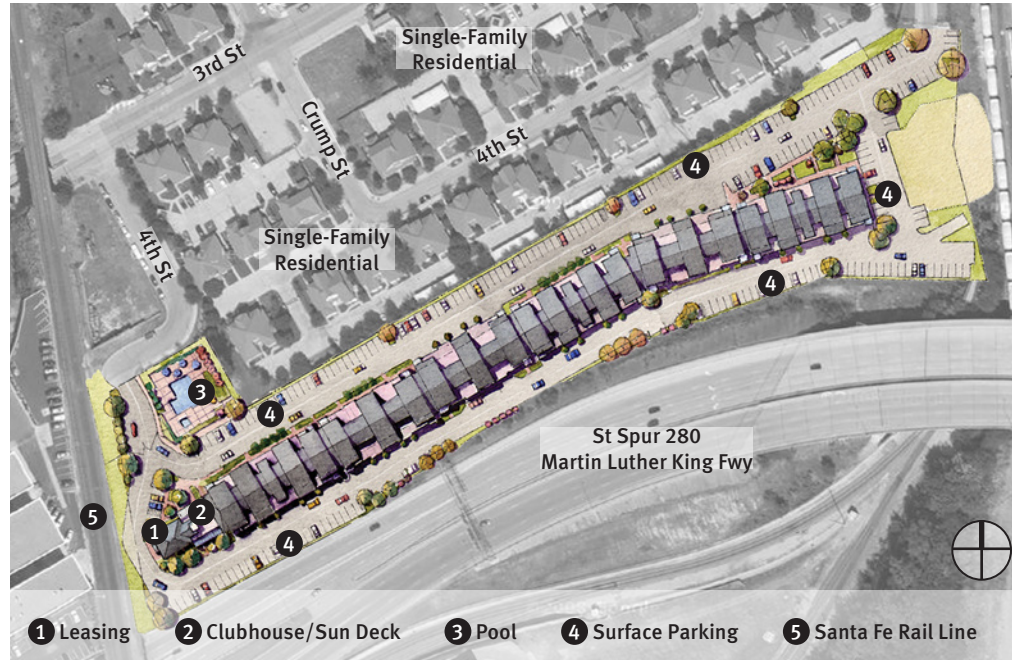 Single-Family
Residential
3rd St
Crump St
4th St
4
4th St
Single-Family
Residential
4
4
3
4
St Spur 280
Martin Luther King Fwy
5
2
1
4
1 Leasing
2 Clubhouse/Sun Deck
3 Pool
4 Surface Parking
5 Santa Fe Rail Line